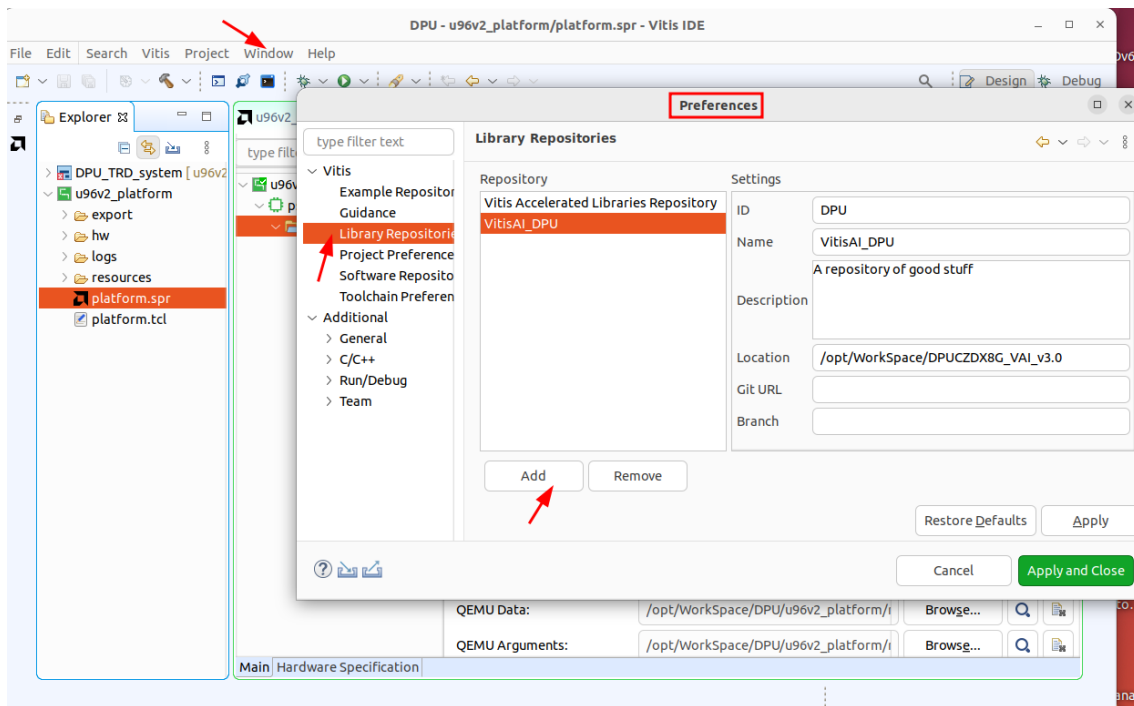 DPU - u96v2_platform/platform.spr - Vitis IDE
File Edit Search Vitis Project Window Help
Design Debug
Explorer
DPU_TRD_system [ u96v2
u96v2_platform
export
hw
logs
resources
platform.spr
platform.tcl
u96v2_
type filt
u96v
p
Preferences
type filter text
Vitis
Example Repositor
Guidance
Library Repositorie
Project Preference
Software Reposito
Toolchain Preferen
Additional
General
C/C++
Run/Debug
Team
Library Repositories
Repository
Vitis Accelerated Libraries Repository
VitisAI_DPU
Add Remove
Settings
ID DPU
Name VitisAI_DPU
Description A repository of good stuff
Location /opt/WorkSpace/DPUCZDX8G_VAI_v3.0
Git URL
Branch
Restore Defaults Apply
Cancel Apply and Close
QEMU Data: /opt/WorkSpace/DPU/u96v2_platform/r Browse...
QEMU Arguments: /opt/WorkSpace/DPU/u96v2_platform/r Browse...
Main Hardware Specification